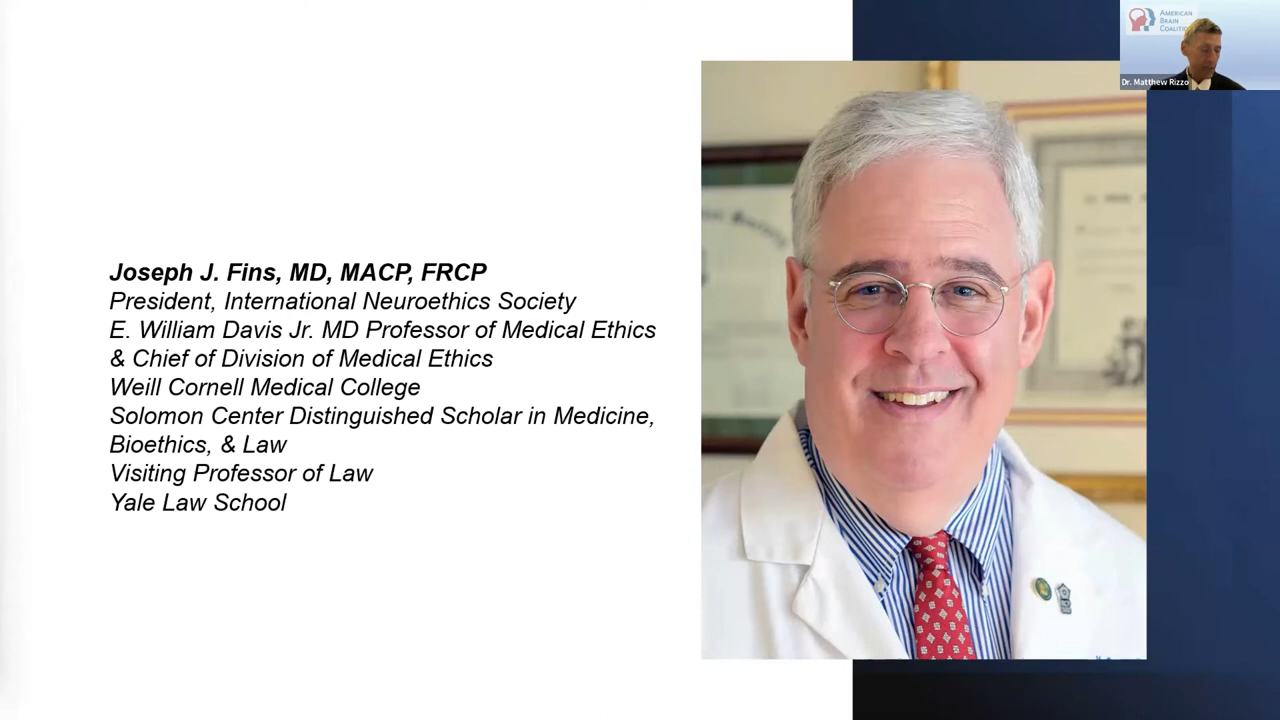 Joseph J. Fins, MD, MACP, FRCP
President, International Neuroethics Society
E. William Davis Jr. MD Professor of Medical Ethics
& Chief of Division of Medical Ethics
Weill Cornell Medical College
Solomon Center Distinguished Scholar in Medicine,
Bioethics, & Law
Visiting Professor of Law
Yale Law School
AMERICAN
BRAIN
Dr. Matthew Rizzo